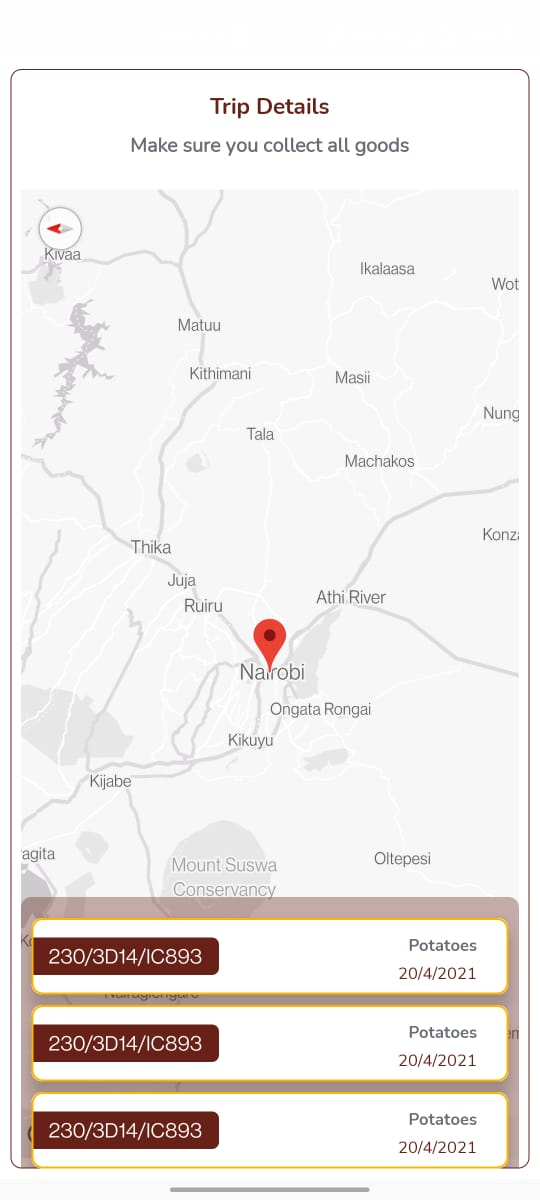 Trip Details
Make sure you collect all goods
Kivaa
Ikalaasa
Wot
Matuu
Kithimani
Masii
Nung
Tala
Machakos
Konza
Thika
Juja
Ruiru
Athi River
Nairobi
Ongata Rongai
Kikuyu
Kijabe
agita
Oltepesi
Mount Suswa
Conservancy
230/3D14/IC893
Potatoes
20/4/2021
230/3D14/IC893
Potatoes
20/4/2021
230/3D14/IC893
Potatoes
20/4/2021